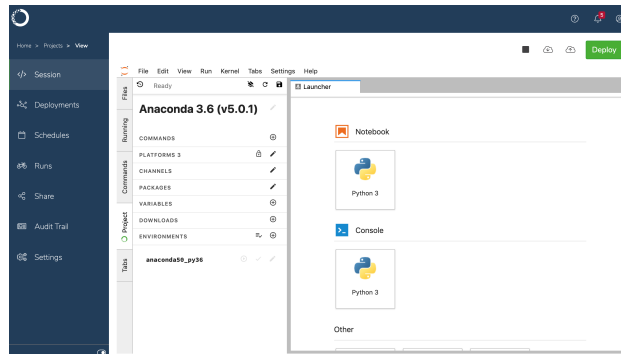 Home > Projects > View
Deploy
Session
Deployments
Schedules
Runs
Share
Audit Trail
Settings
File Edit View Run Kernel Tabs Settings Help
Files
Running
Commands
Project
Tabs
Ready
Anaconda 3.6 (v5.0.1)
COMMANDS
PLATFORMS 3
CHANNELS
PACKAGES
VARIABLES
DOWNLOADS
ENVIRONMENTS
anaconda50_py36
Launcher
Notebook
Python 3
Console
Python 3
Other